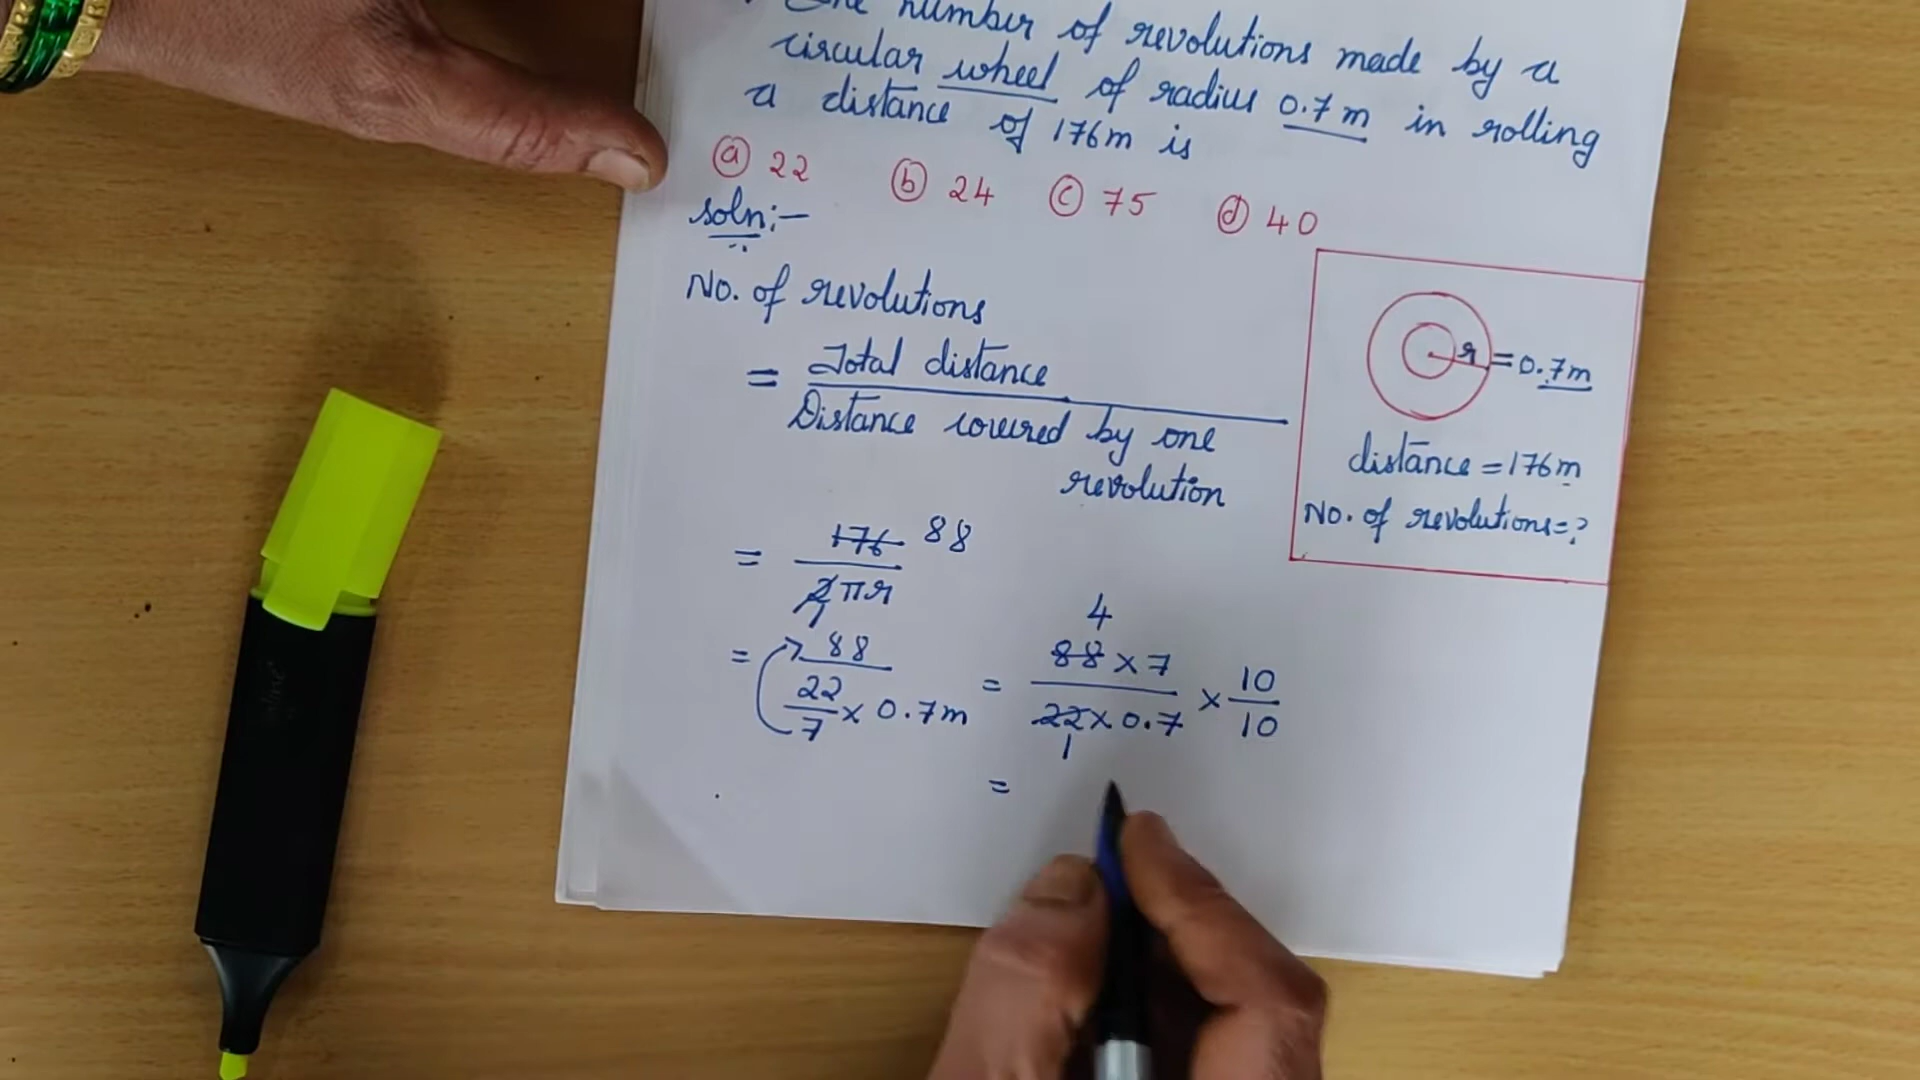 The number of revolutions made by a
circular wheel of radius 0.7 m in rolling
a distance of 176m is
ⓐ 22 ⓑ 24 ⓒ 75 ⓓ 40
soln:-
No. of revolutions
= Total distance
Distance covered by one
revolution
= 176 88
2πr
1
= 88
22/7 × 0.7m
4
= 88 × 7 / 22 × 0.7 × 10/10
1
=
r = 0.7m
distance = 176m
No. of revolutions = ?